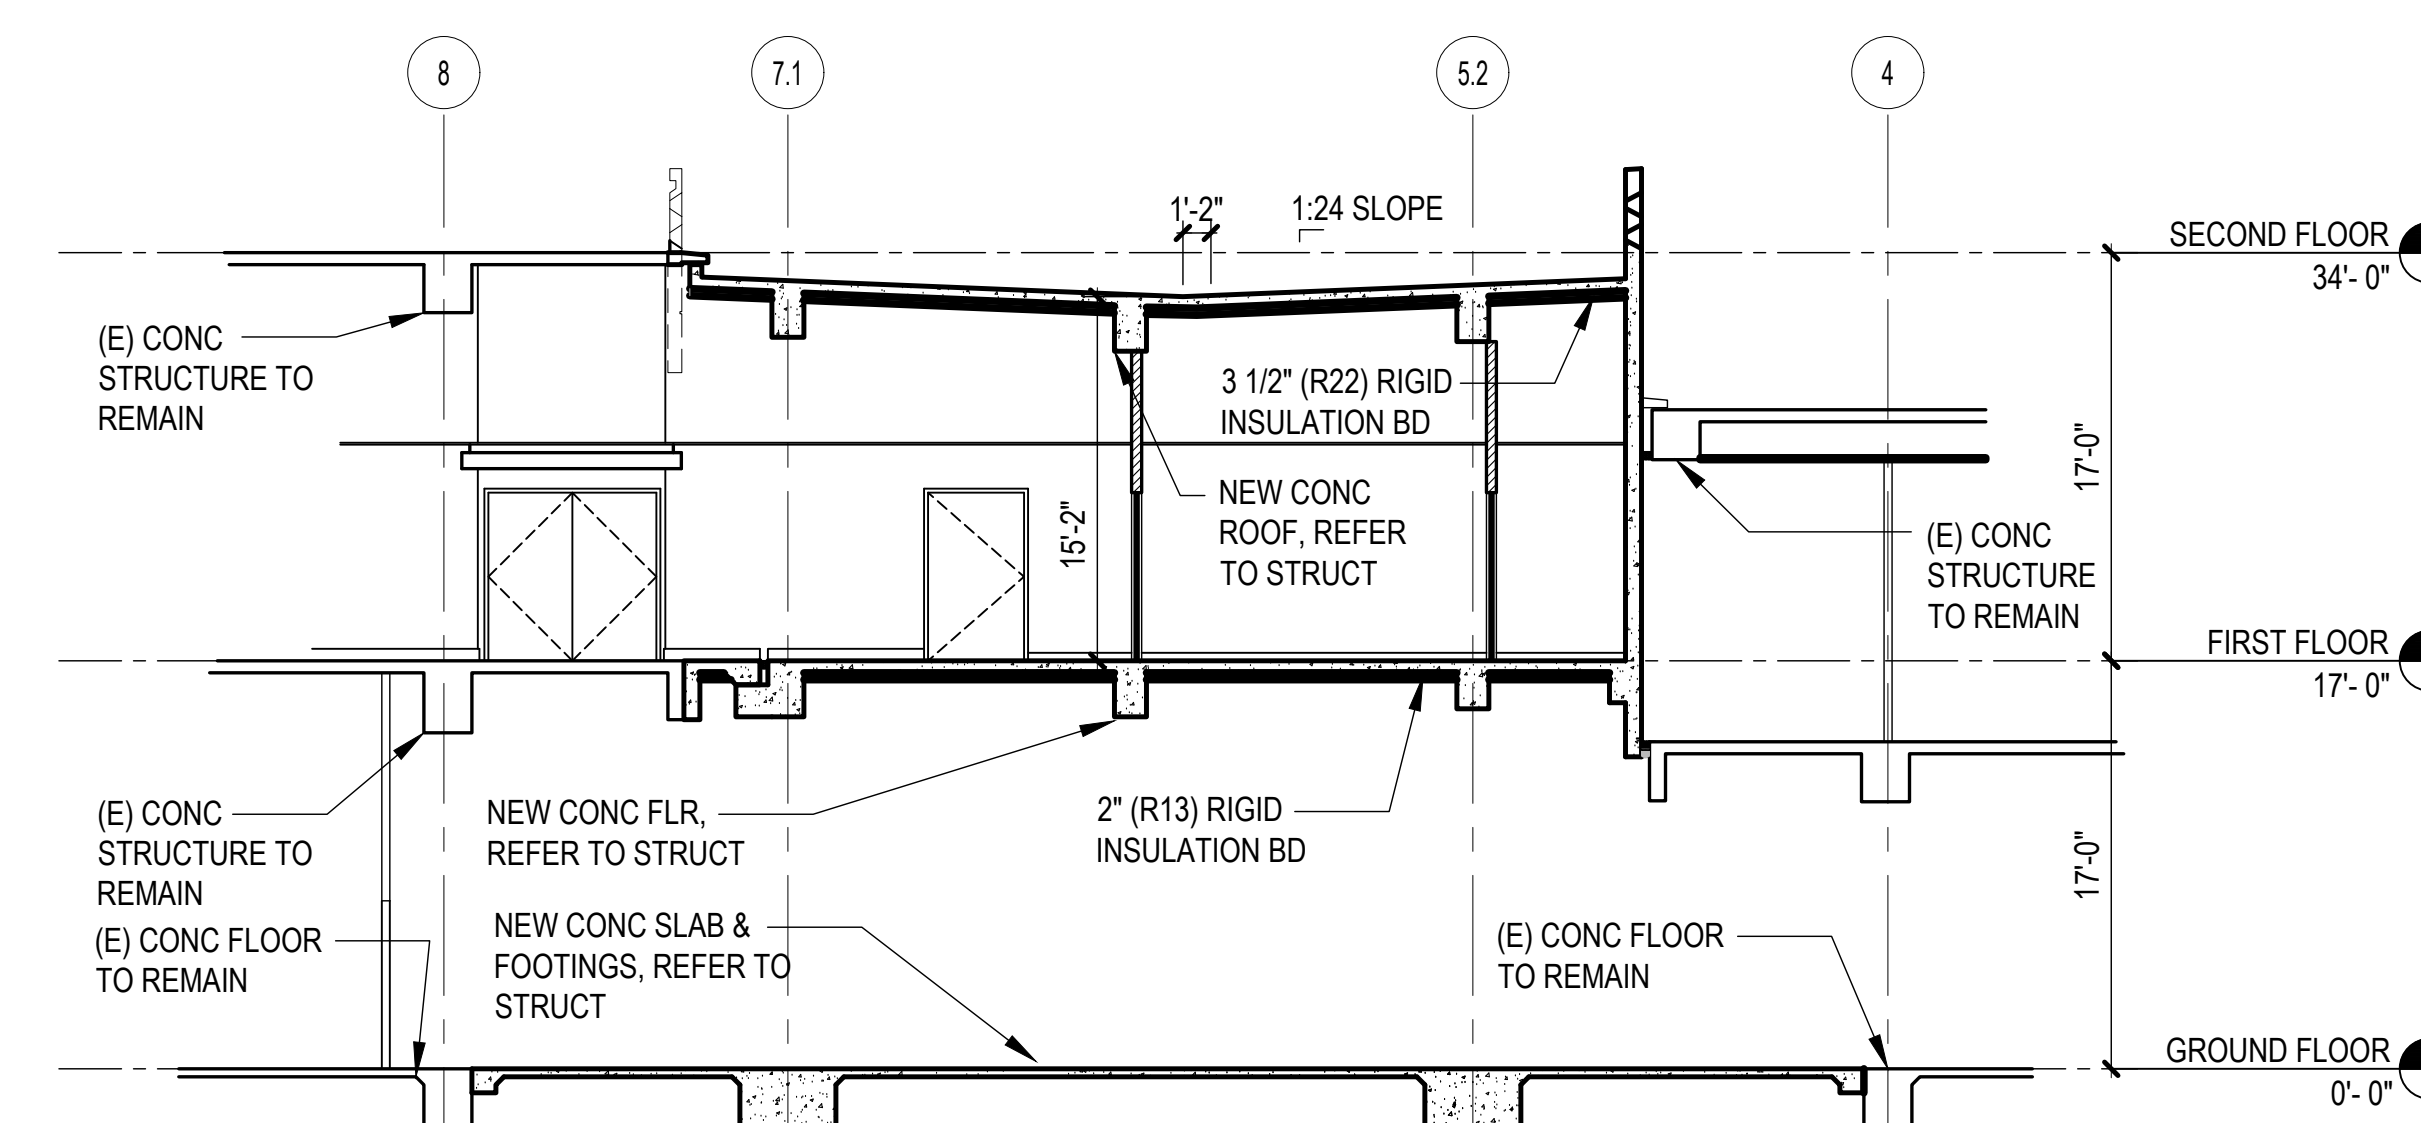 8
7.1
5.2
4
1'-2"
1:24 SLOPE
SECOND FLOOR
34'- 0"
(E) CONC
STRUCTURE TO
REMAIN
3 1/2" (R22) RIGID
INSULATION BD
17'-0"
NEW CONC
ROOF, REFER
TO STRUCT
15'-2"
(E) CONC
STRUCTURE
TO REMAIN
FIRST FLOOR
17'- 0"
(E) CONC
STRUCTURE TO
REMAIN
NEW CONC FLR,
REFER TO STRUCT
2" (R13) RIGID
INSULATION BD
17'-0"
(E) CONC FLOOR
TO REMAIN
NEW CONC SLAB &
FOOTINGS, REFER TO
STRUCT
(E) CONC FLOOR
TO REMAIN
GROUND FLOOR
0'- 0"